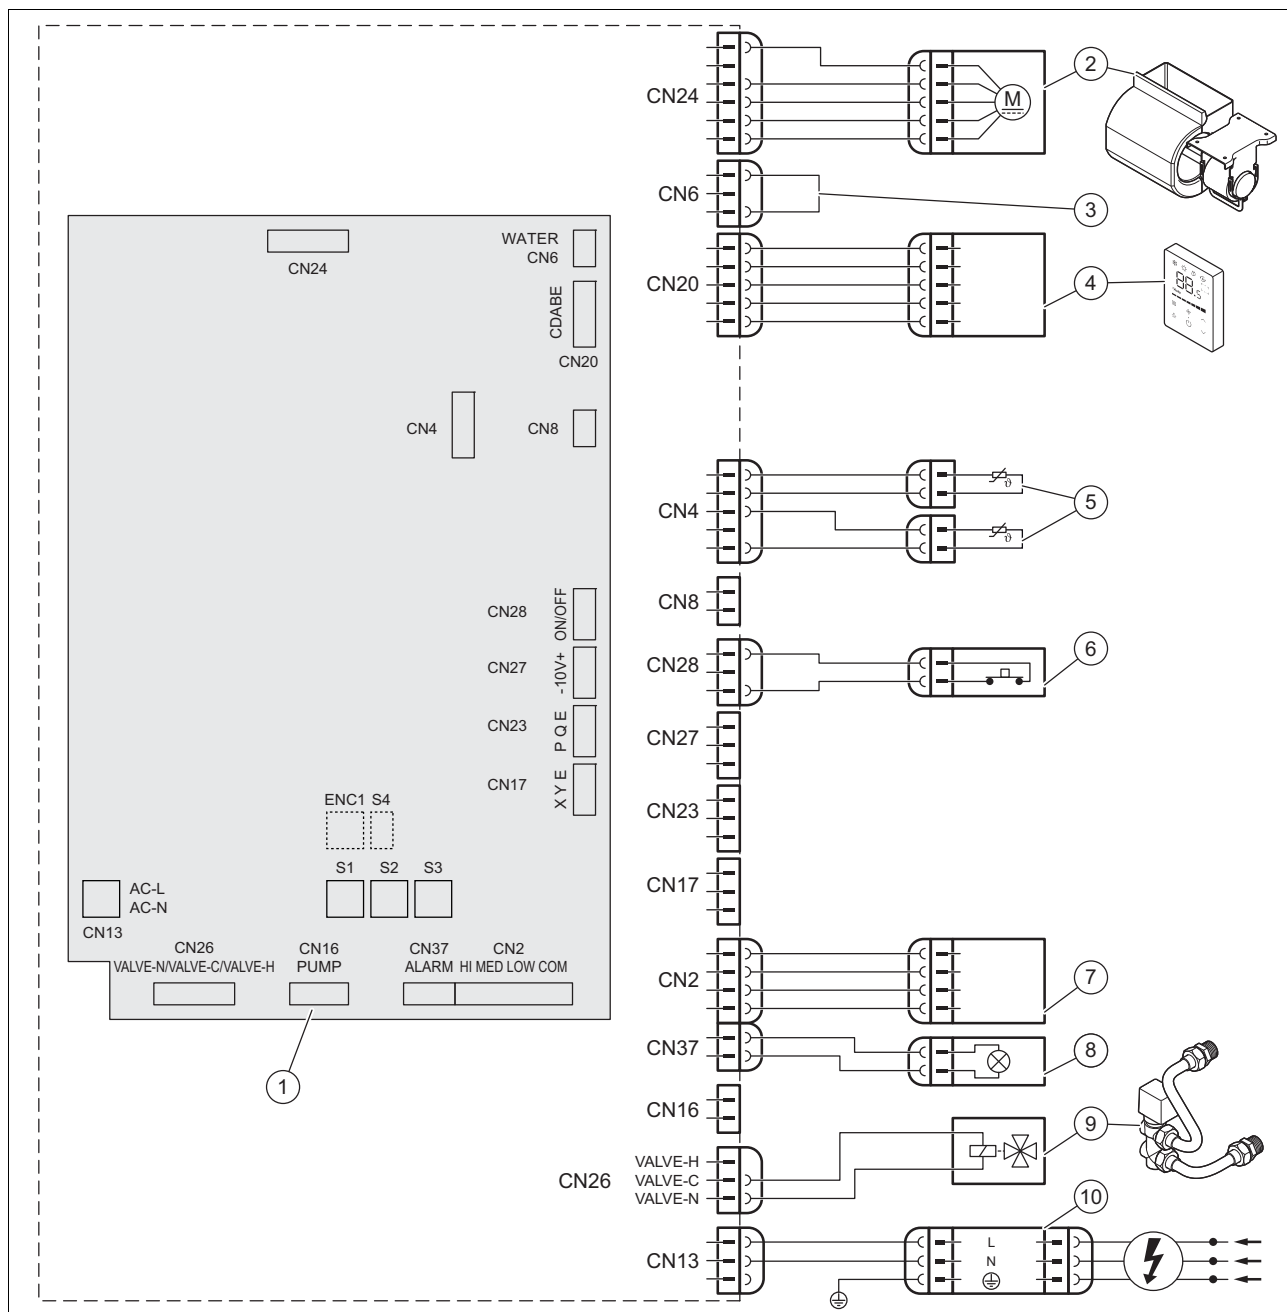 CN24
M
2
CN6
3
CN20
4
WATER
CN6
CN24
CDABE
CN20
CN4
CN8
CN4
ϑ
ϑ
5
CN8
CN28
ON/OFF
CN28
6
CN27
-10V+
CN27
CN23
P Q E
CN23
CN17
X Y E
CN17
ENC1 S4
S1 S2 S3
AC-L
AC-N
CN13
CN26
VALVE-N/VALVE-C/VALVE-H
CN16
PUMP
CN37
ALARM
CN2
HI MED LOW COM
1
CN2
7
CN37
8
CN16
CN26
VALVE-H
VALVE-C
VALVE-N
9
10
CN13
L
N